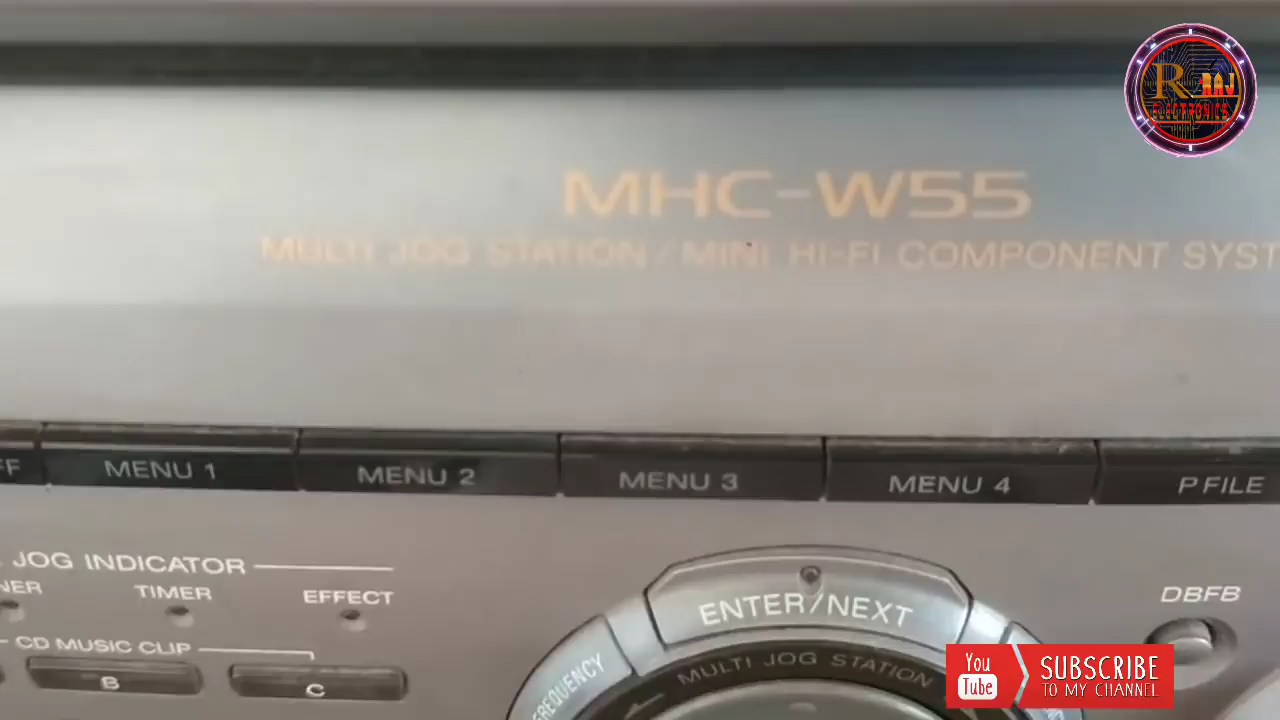 R RAJ
ELECTRONICS
MHC-W55
MULTI JOG STATION / MINI HI-FI COMPONENT SYST
FF
MENU 1
MENU 2
MENU 3
MENU 4
P FILE
JOG INDICATOR
NER
TIMER
EFFECT
CD MUSIC CLIP
B
C
ENTER/NEXT
FREQUENCY
MULTI JOG STATION
DBFB
You
Tube
SUBSCRIBE
TO MY CHANNEL